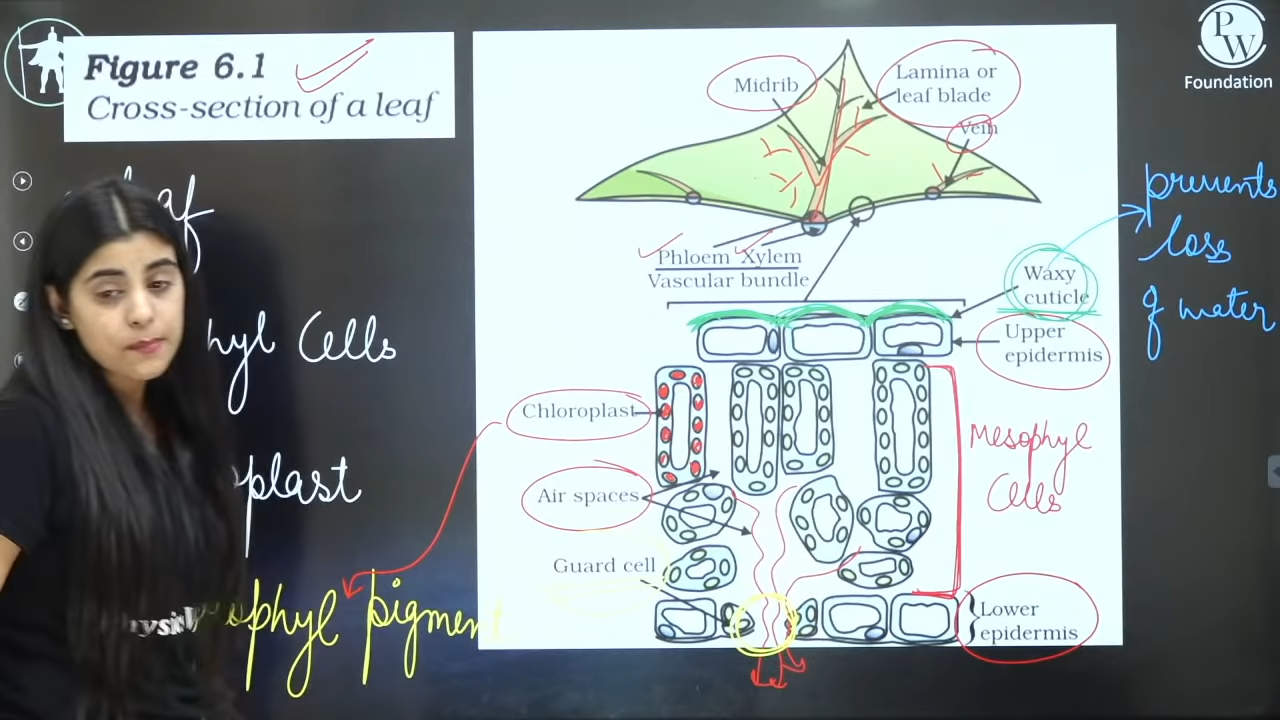 Figure 6.1
Cross-section of a leaf
PW
Foundation
Midrib
Lamina or
leaf blade
Vein
Phloem Xylem
Vascular bundle
Waxy
cuticle
Upper
epidermis
prevents
loss
of water
Chloroplast
Air spaces
Guard cell
Mesophyl
Cells
Lower
epidermis
hyl Cells
plast
phyl pigmen